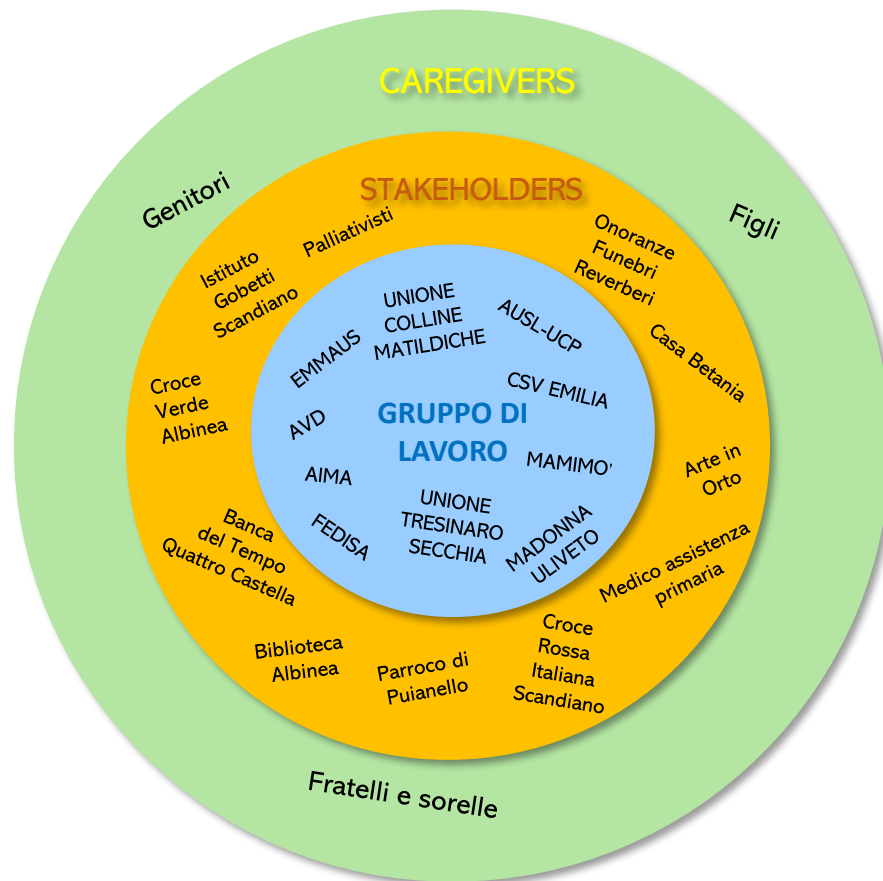 CAREGIVERS
Genitori
Figli
STAKEHOLDERS
Palliativisti
Onoranze
Funebri
Reverberi
Istituto
Gobetti
Scandiano
Casa Betania
Croce
Verde
Albinea
Arte in
Orto
Banca
del Tempo
Quattro Castella
Medico assistenza
primaria
Biblioteca
Albinea
Parroco di
Puianello
Croce
Rossa
Italiana
Scandiano
UNIONE
COLLINE
MATILDICHE
AUSL-UCP
EMMAUS
CSV EMILIA
AVD
GRUPPO DI
LAVORO
MAMIMO'
AIMA
UNIONE
TRESINARO
SECCHIA
FEDISA
MADONNA
ULIVETO
Fratelli e sorelle